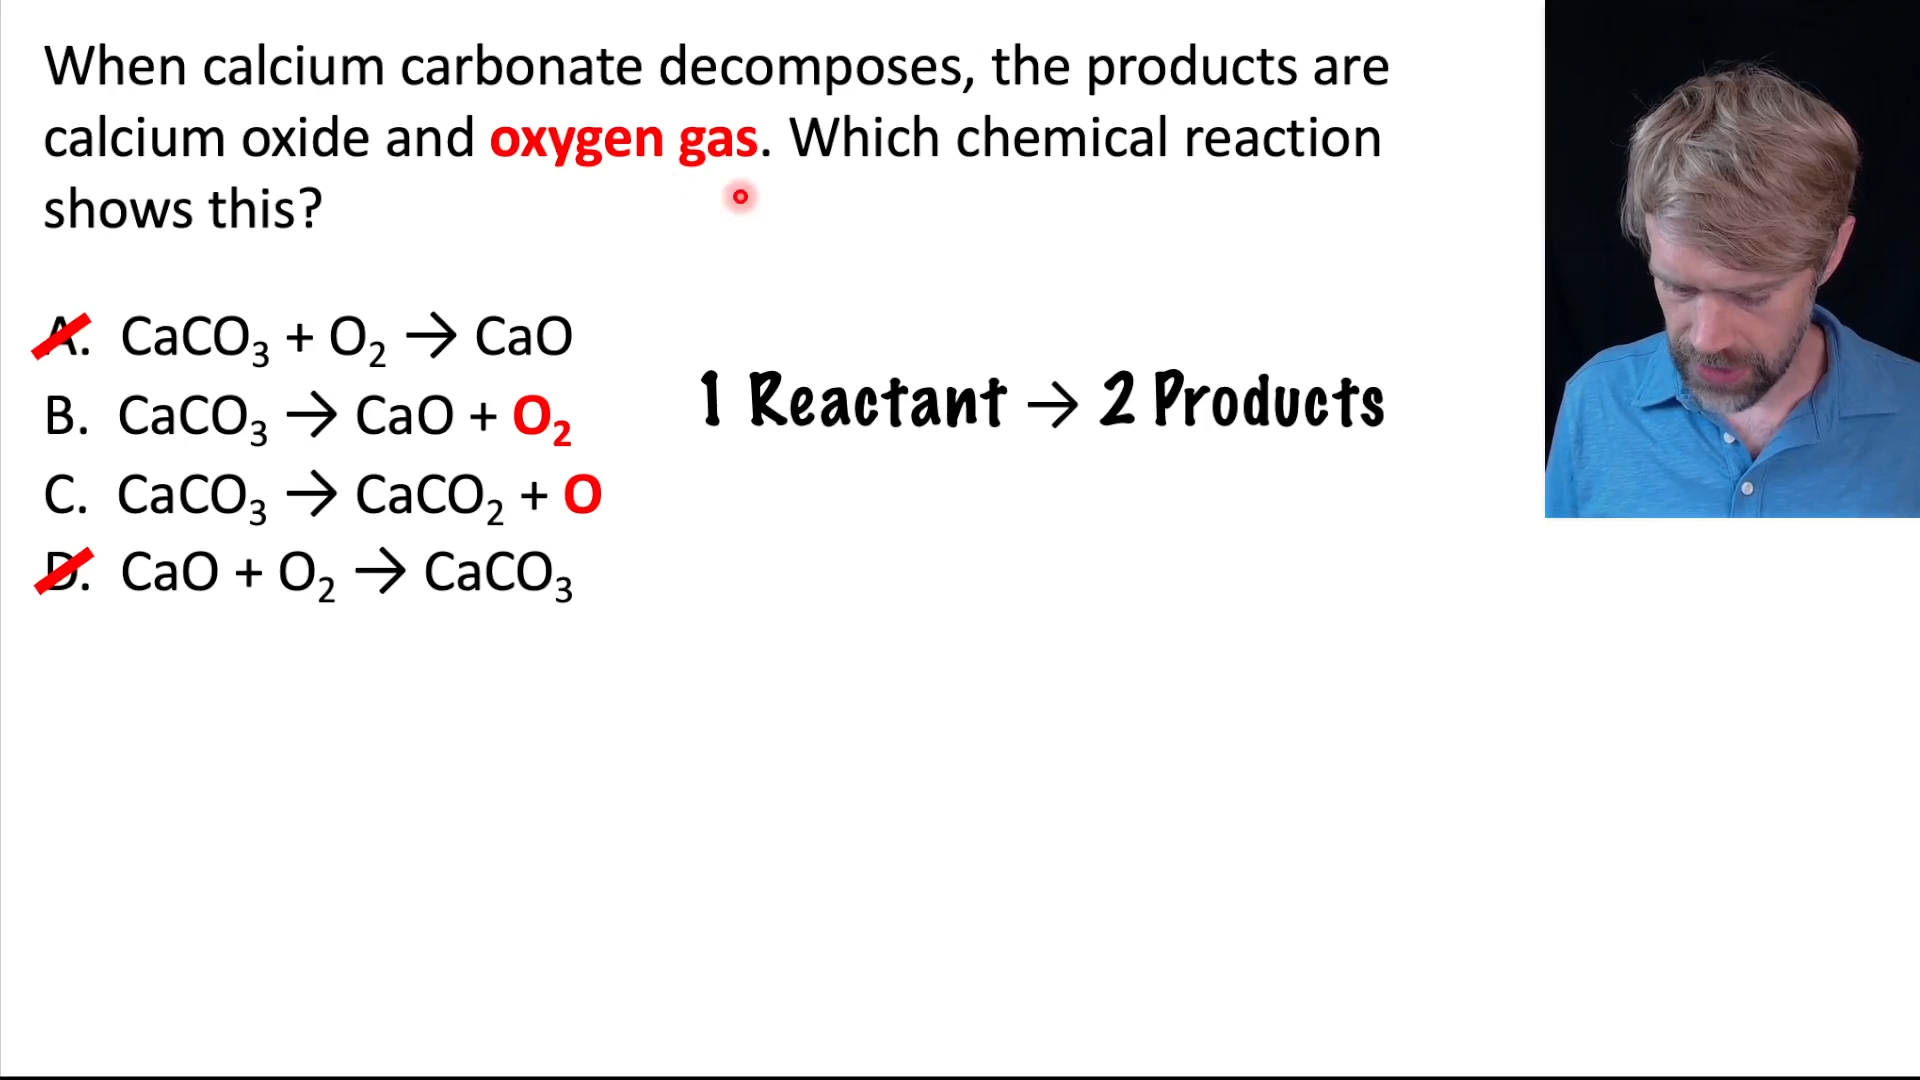 When calcium carbonate decomposes, the products are
calcium oxide and oxygen gas. Which chemical reaction
shows this?
A. CaCO₃ + O₂ → CaO
B. CaCO₃ → CaO + O₂
1 Reactant → 2 Products
C. CaCO₃ → CaCO₂ + O
D. CaO + O₂ → CaCO₃